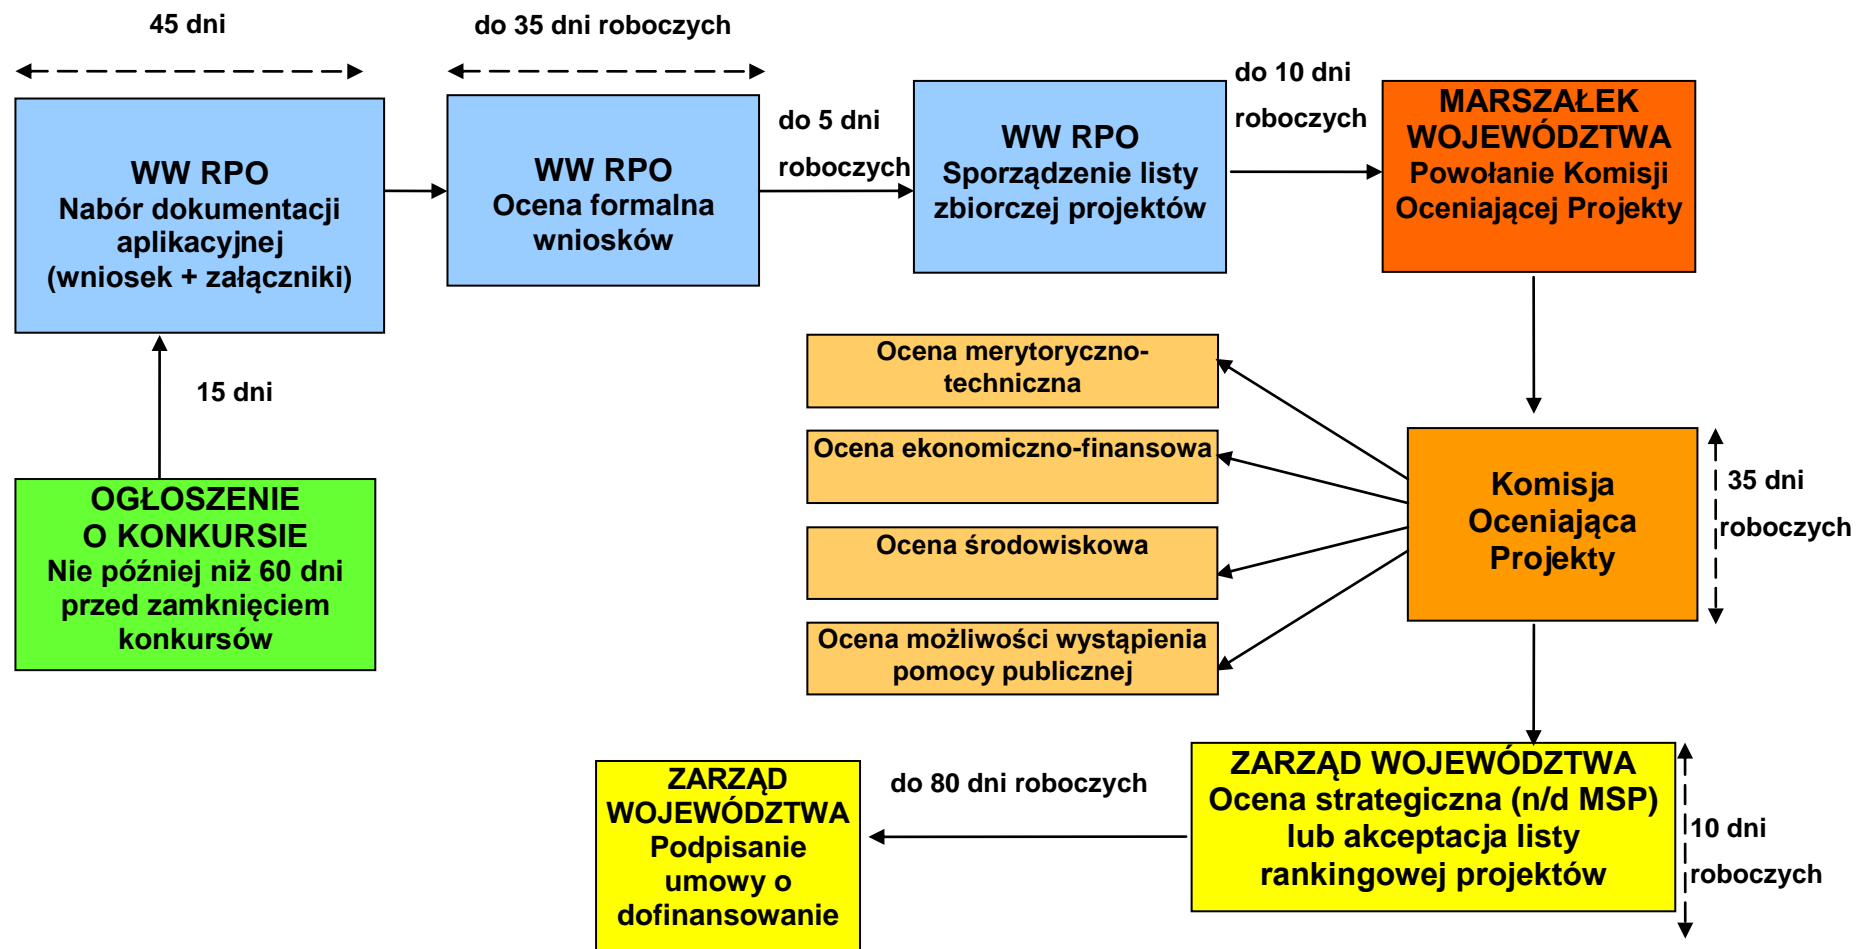 45 dni
do 35 dni roboczych
do 5 dni
roboczych
do 10 dni
roboczych
WW RPO
Nabór dokumentacji
aplikacyjnej
(wniosek + załączniki)
WW RPO
Ocena formalna
wniosków
WW RPO
Sporządzenie listy
zbiorczej projektów
MARSZAŁEK
WOJEWÓDZTWA
Powołanie Komisji
Oceniającej Projekty
15 dni
OGŁOSZENIE
O KONKURSIE
Nie później niż 60 dni
przed zamknięciem
konkursów
Ocena merytoryczno-
techniczna
Ocena ekonomiczno-finansowa
Ocena środowiskowa
Ocena możliwości wystąpienia
pomocy publicznej
Komisja
Oceniająca
Projekty
35 dni
roboczych
ZARZĄD WOJEWÓDZTWA
Ocena strategiczna (n/d MSP)
lub akceptacja listy
rankingowej projektów
10 dni
roboczych
do 80 dni roboczych
ZARZĄD
WOJEWÓDZTWA
Podpisanie
umowy o
dofinansowanie